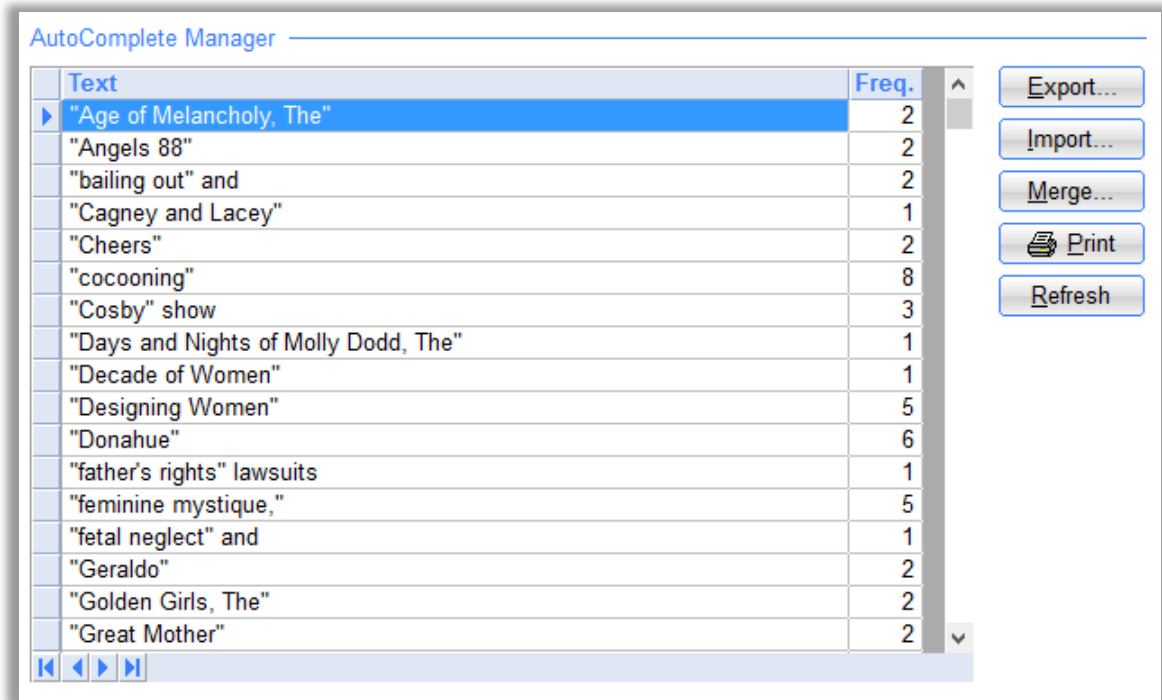 AutoComplete Manager
Text Freq.
"Age of Melancholy, The" 2
"Angels 88" 2
"bailing out" and 2
"Cagney and Lacey" 1
"Cheers" 2
"cocooning" 8
"Cosby" show 3
"Days and Nights of Molly Dodd, The" 1
"Decade of Women" 1
"Designing Women" 5
"Donahue" 6
"father's rights" lawsuits 1
"feminine mystique," 5
"fetal neglect" and 1
"Geraldo" 2
"Golden Girls, The" 2
"Great Mother" 2
Export...
Import...
Merge...
Print
Refresh